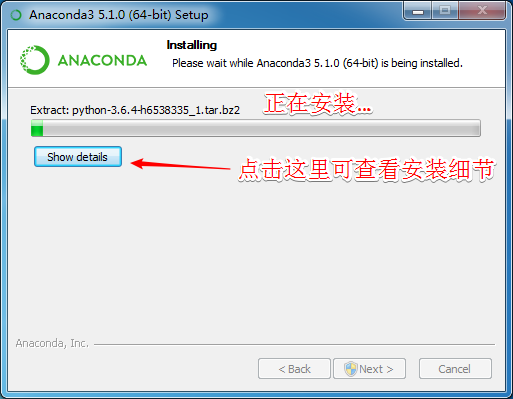 Anaconda3 5.1.0 (64-bit) Setup
Installing
Please wait while Anaconda3 5.1.0 (64-bit) is being installed.
ANACONDA
Extract: python-3.6.4-h6538335_1.tar.bz2
正在安装...
Show details
点击这里可查看安装细节
Anaconda, Inc.
< Back
Next >
Cancel